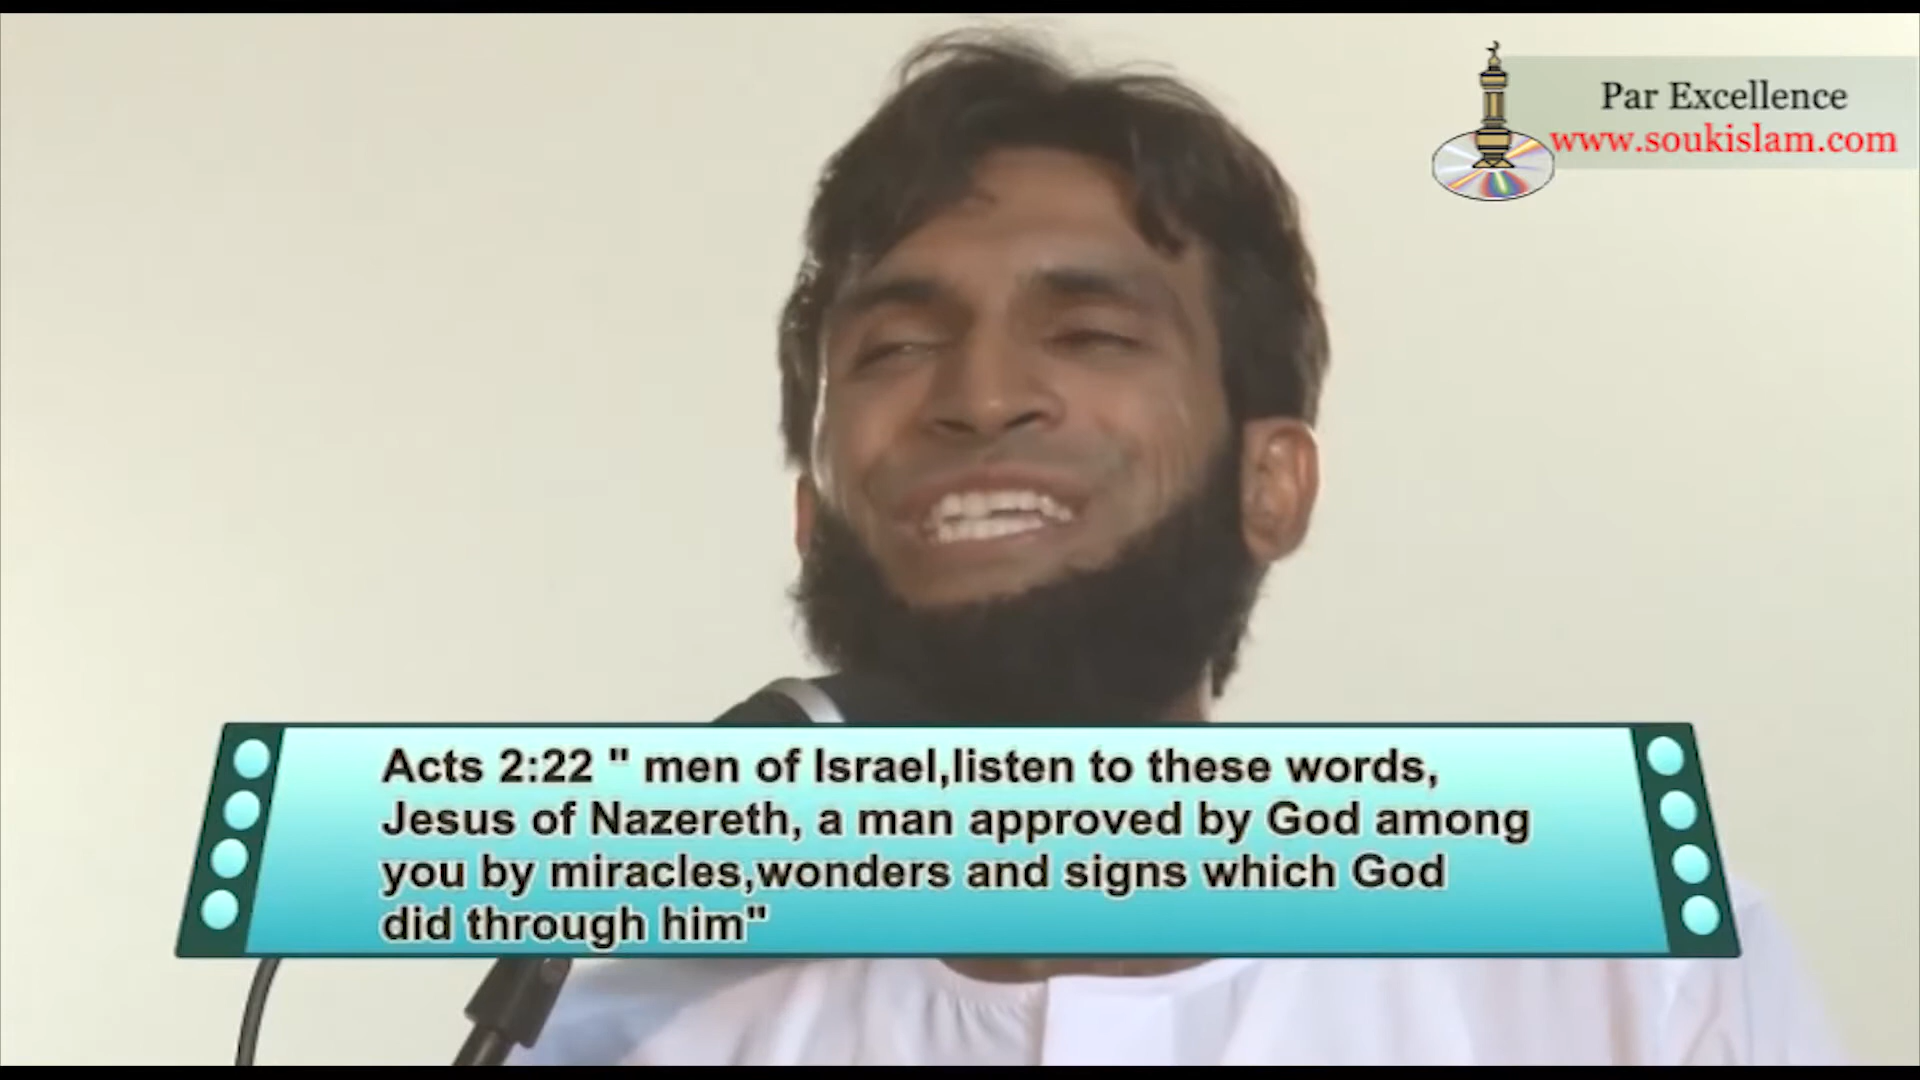 Par Excellence
www.soukislam.com
Acts 2:22 " men of Israel,listen to these words,
Jesus of Nazereth, a man approved by God among
you by miracles,wonders and signs which God
did through him"